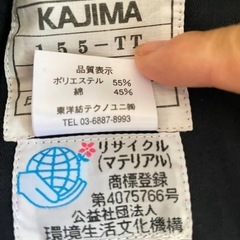 KAJIMA
155-TT
品質表示
ポリエステル 55%
綿 45%
東洋紡テクノユニ㈱
TEL 03-6887-8993
リサイクル
(マテリアル)
商標登録
第4075766号
公益社団法人
環境生活文化機構